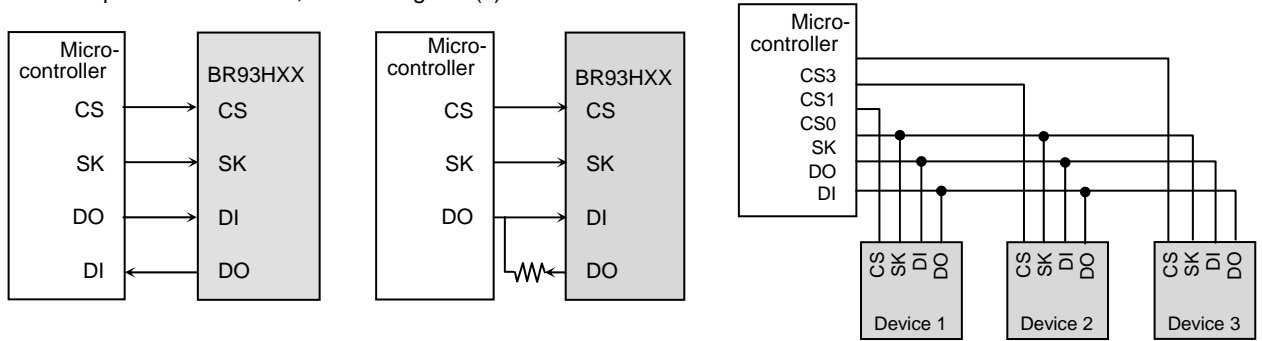 Micro-
controller
CS
SK
DO
DI
BR93HXX
CS
SK
DI
DO
Micro-
controller
CS
SK
DO
BR93HXX
CS
SK
DI
DO
Micro-
controller
CS3
CS1
CS0
SK
DO
DI
CS
SK
DI
DO
Device 1
CS
SK
DI
DO
Device 2
CS
SK
DI
DO
Device 3